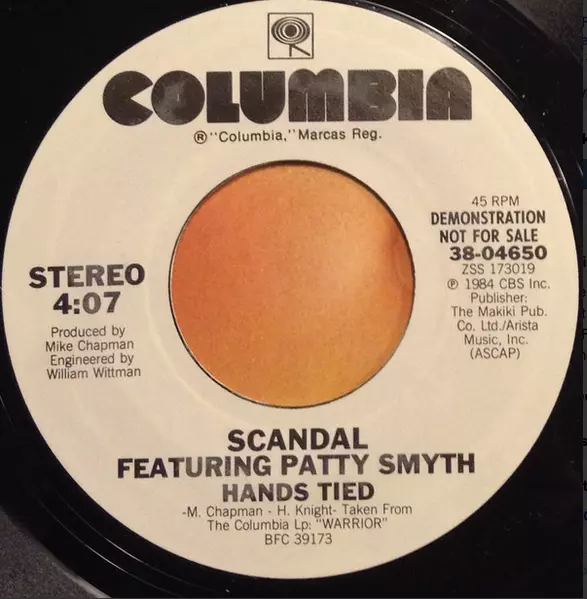 COLUMBIA
® "Columbia," Marcas Reg.
STEREO
4:07
Produced by
Mike Chapman
Engineered by
William Wittman
45 RPM
DEMONSTRATION
NOT FOR SALE
38-04650
ZSS 173019
℗ 1984 CBS Inc.
Publisher:
The Makiki Pub.
Co. Ltd./Arista
Music, Inc.
(ASCAP)
SCANDAL
FEATURING PATTY SMYTH
HANDS TIED
-M. Chapman - H. Knight- Taken From
The Columbia Lp: "WARRIOR"
BFC 39173